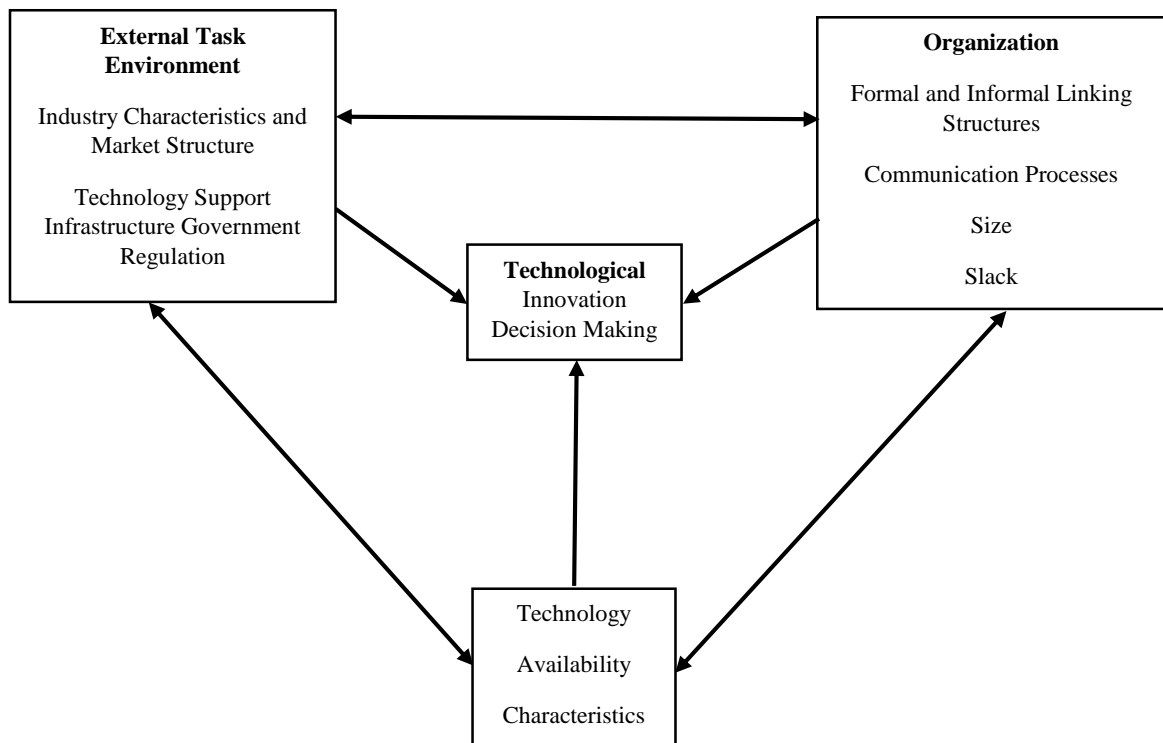 External Task
Environment
Industry Characteristics and
Market Structure
Technology Support
Infrastructure Government
Regulation
Organization
Formal and Informal Linking
Structures
Communication Processes
Size
Slack
Technological
Innovation
Decision Making
Technology
Availability
Characteristics